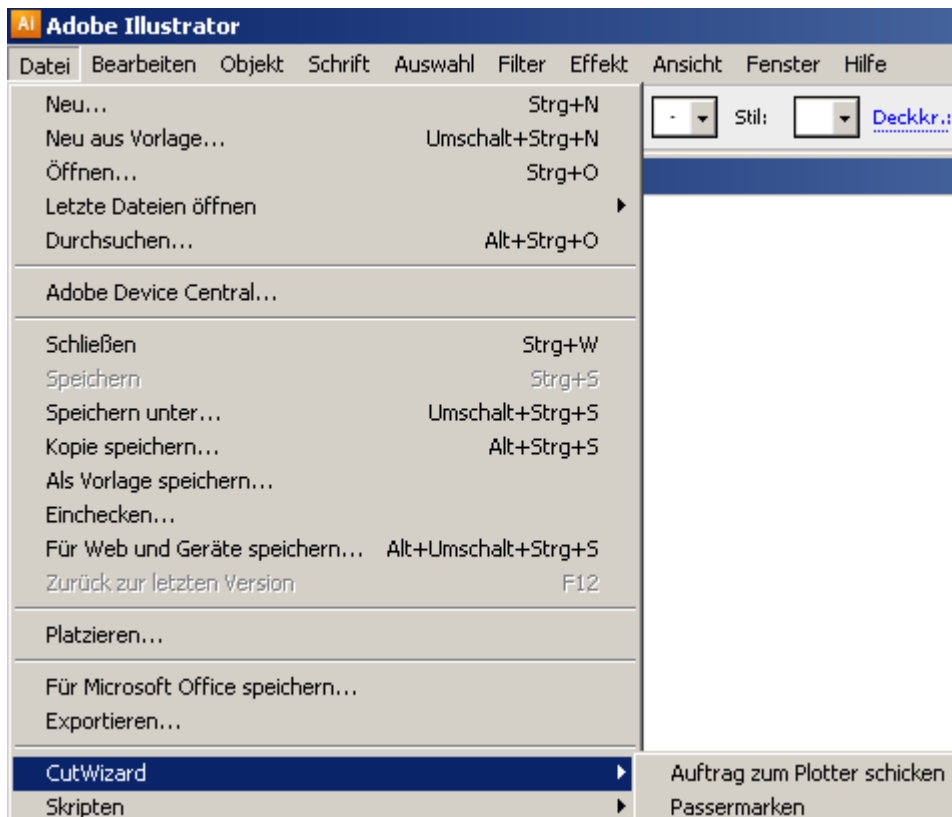 Ai Adobe Illustrator
Datei Bearbeiten Objekt Schrift Auswahl Filter Effekt Ansicht Fenster Hilfe
- Stil: Deckkr.:
Neu... Strg+N
Neu aus Vorlage... Umschalt+Strg+N
Öffnen... Strg+O
Letzte Dateien öffnen
Durchsuchen... Alt+Strg+O
Adobe Device Central...
Schließen Strg+W
Speichern Strg+S
Speichern unter... Umschalt+Strg+S
Kopie speichern... Alt+Strg+S
Als Vorlage speichern...
Einchecken...
Für Web und Geräte speichern... Alt+Umschalt+Strg+S
Zurück zur letzten Version F12
Platzieren...
Für Microsoft Office speichern...
Exportieren...
CutWizard Auftrag zum Plotter schicken
Skripten Passermarken